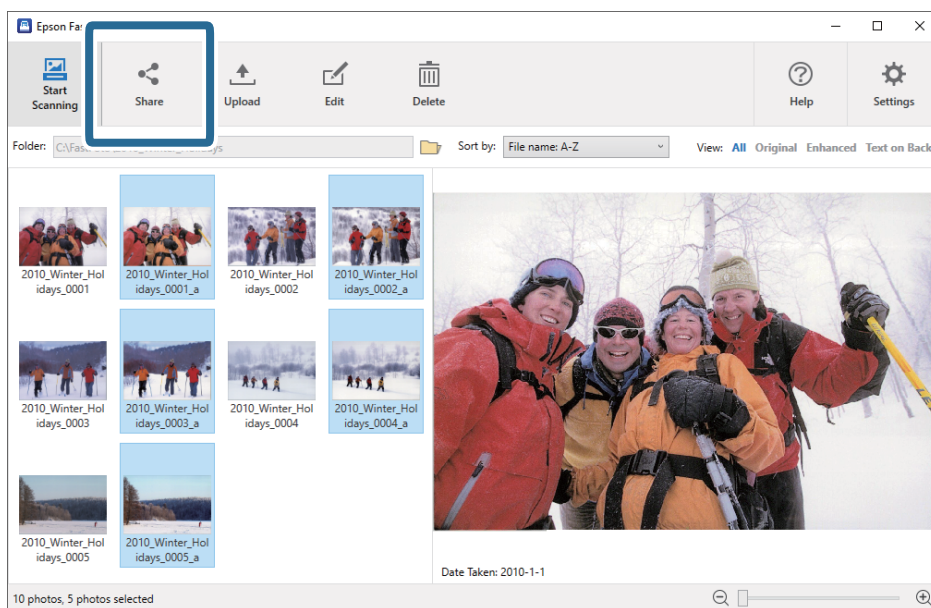 Epson Fas
Start
Scanning
Share
Upload
Edit
Delete
Help
Settings
Folder:
Sort by:
File name: A-Z
View: All Original Enhanced Text on Back
2010_Winter_Hol
idays_0001
2010_Winter_Hol
idays_0001_a
2010_Winter_Hol
idays_0002
2010_Winter_Hol
idays_0002_a
2010_Winter_Hol
idays_0003
2010_Winter_Hol
idays_0003_a
2010_Winter_Hol
idays_0004
2010_Winter_Hol
idays_0004_a
2010_Winter_Hol
idays_0005
2010_Winter_Hol
idays_0005_a
Date Taken: 2010-1-1
10 photos, 5 photos selected